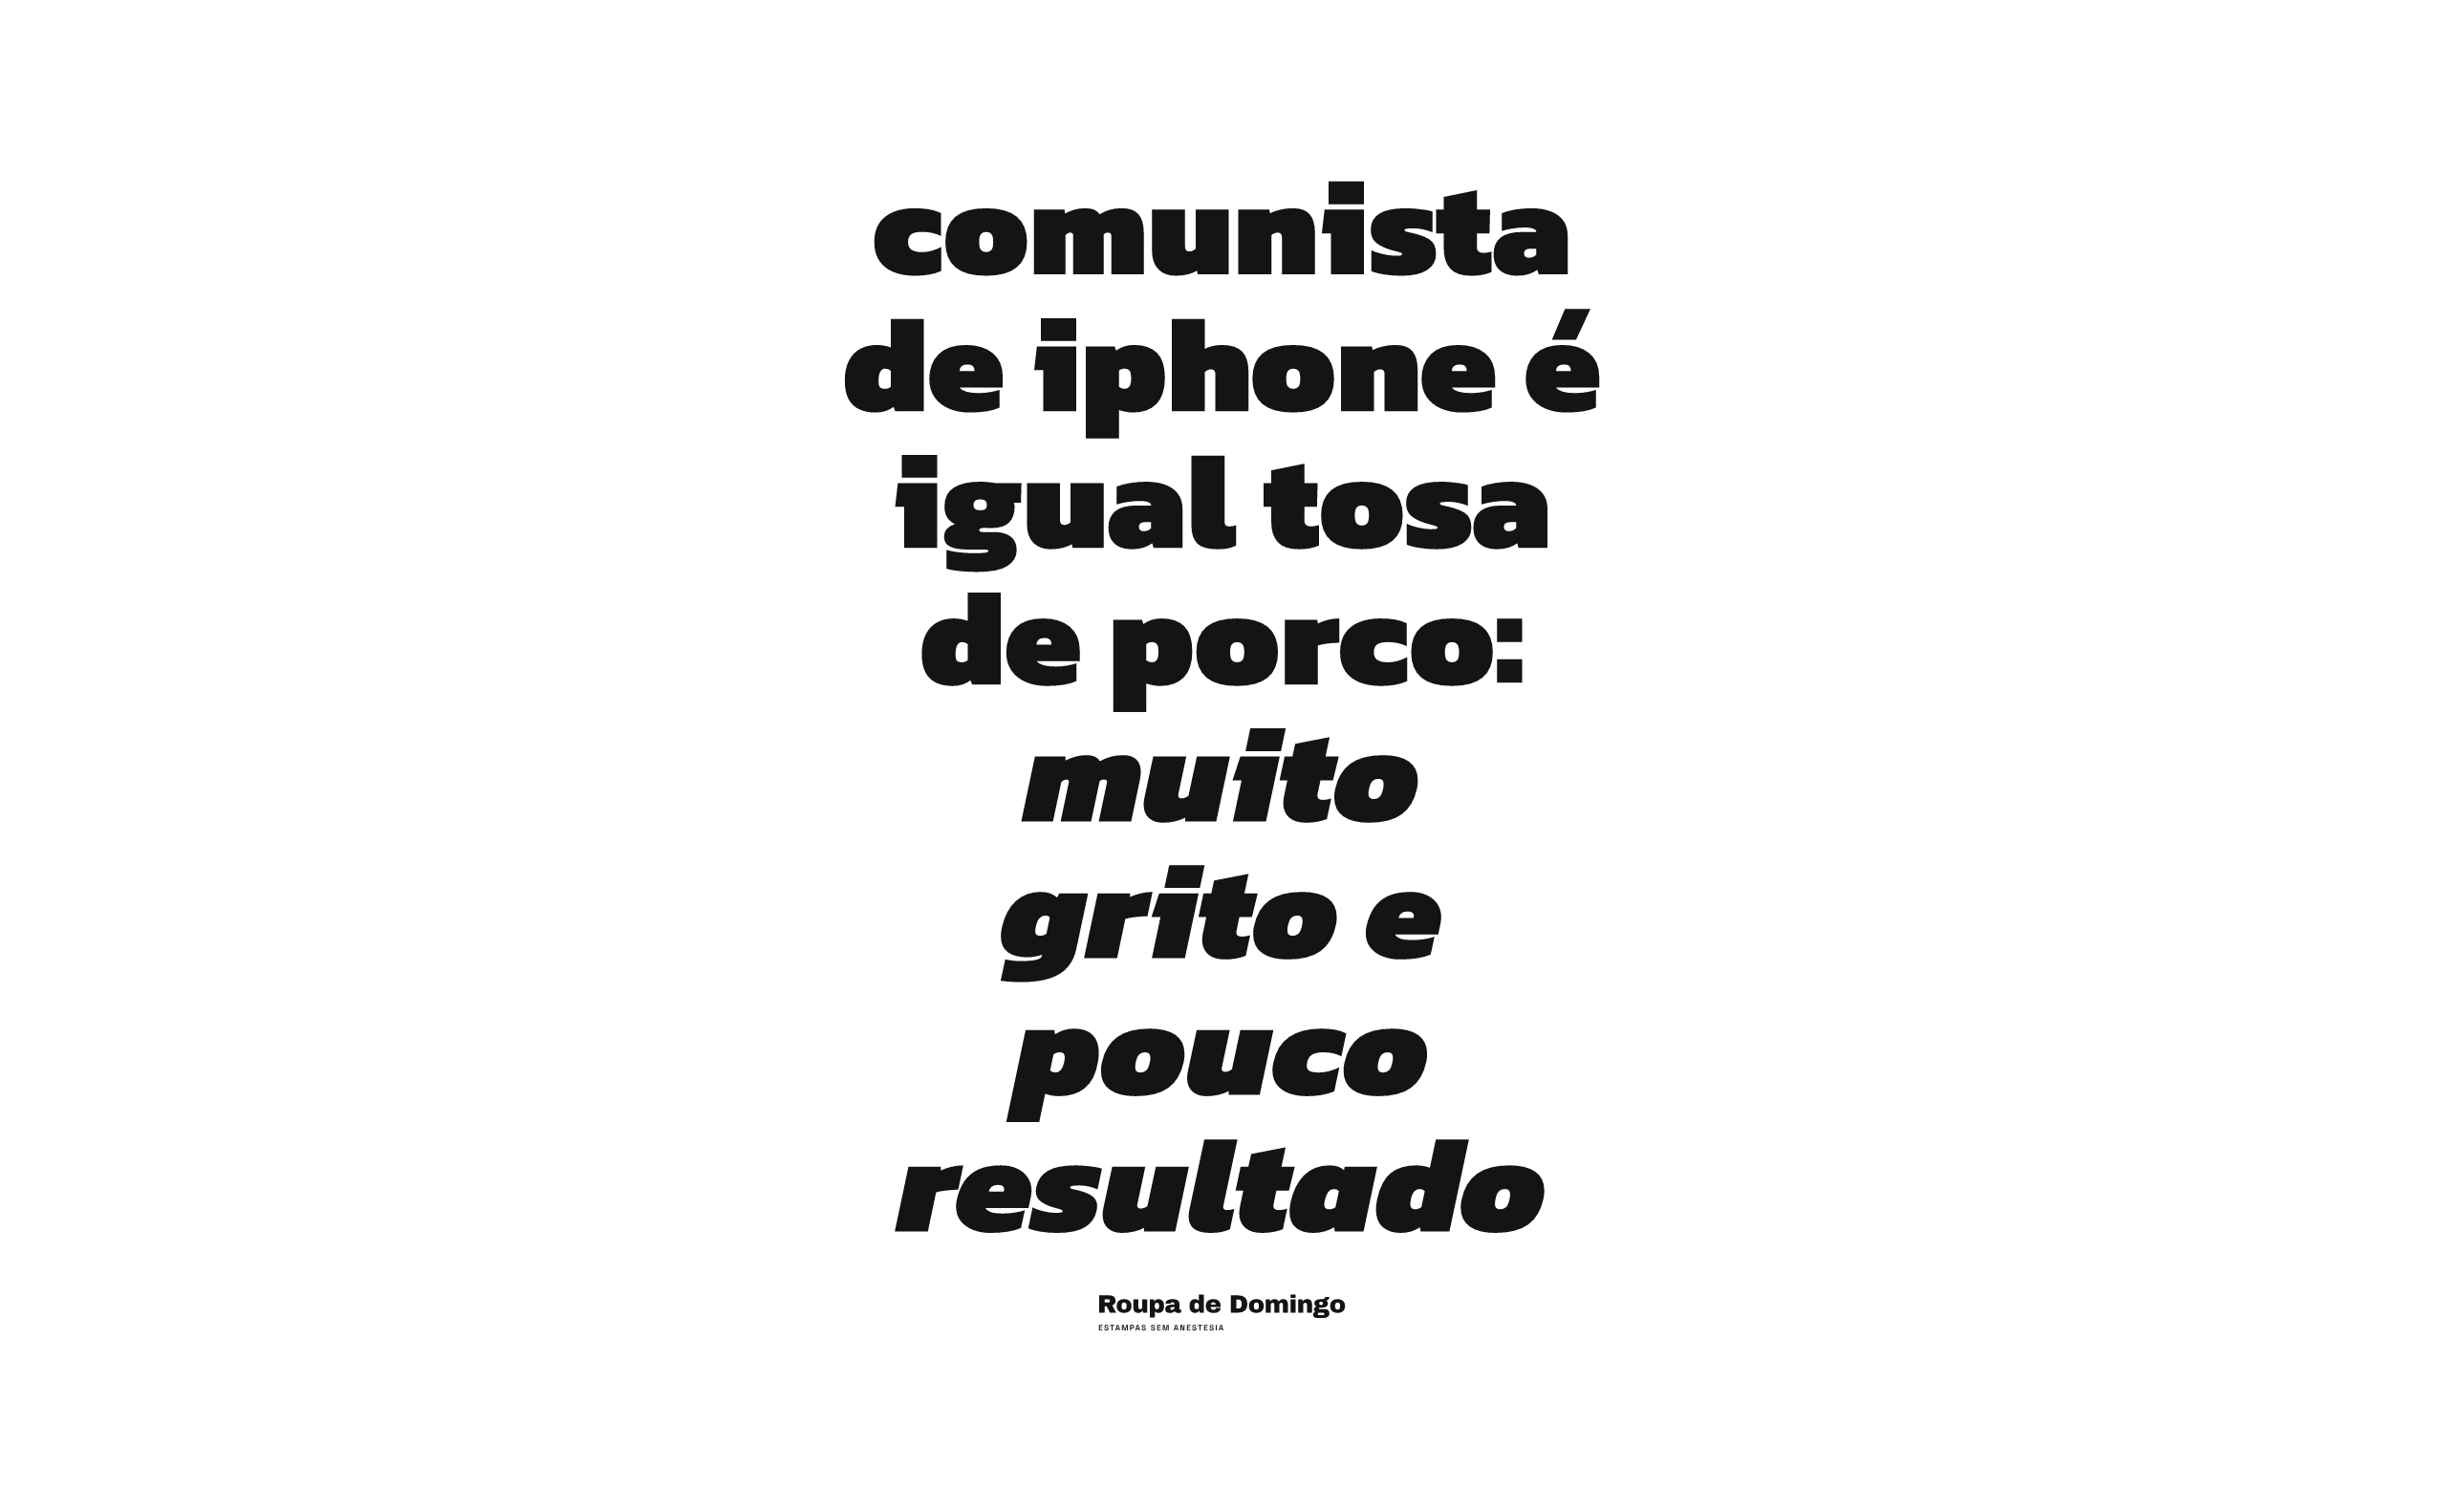 comunista
de iphone é
igual tosa
de porco:
muito
grito e
pouco
resultado
Roupa de Domingo
ESTAMPAS SEM ANESTESIA